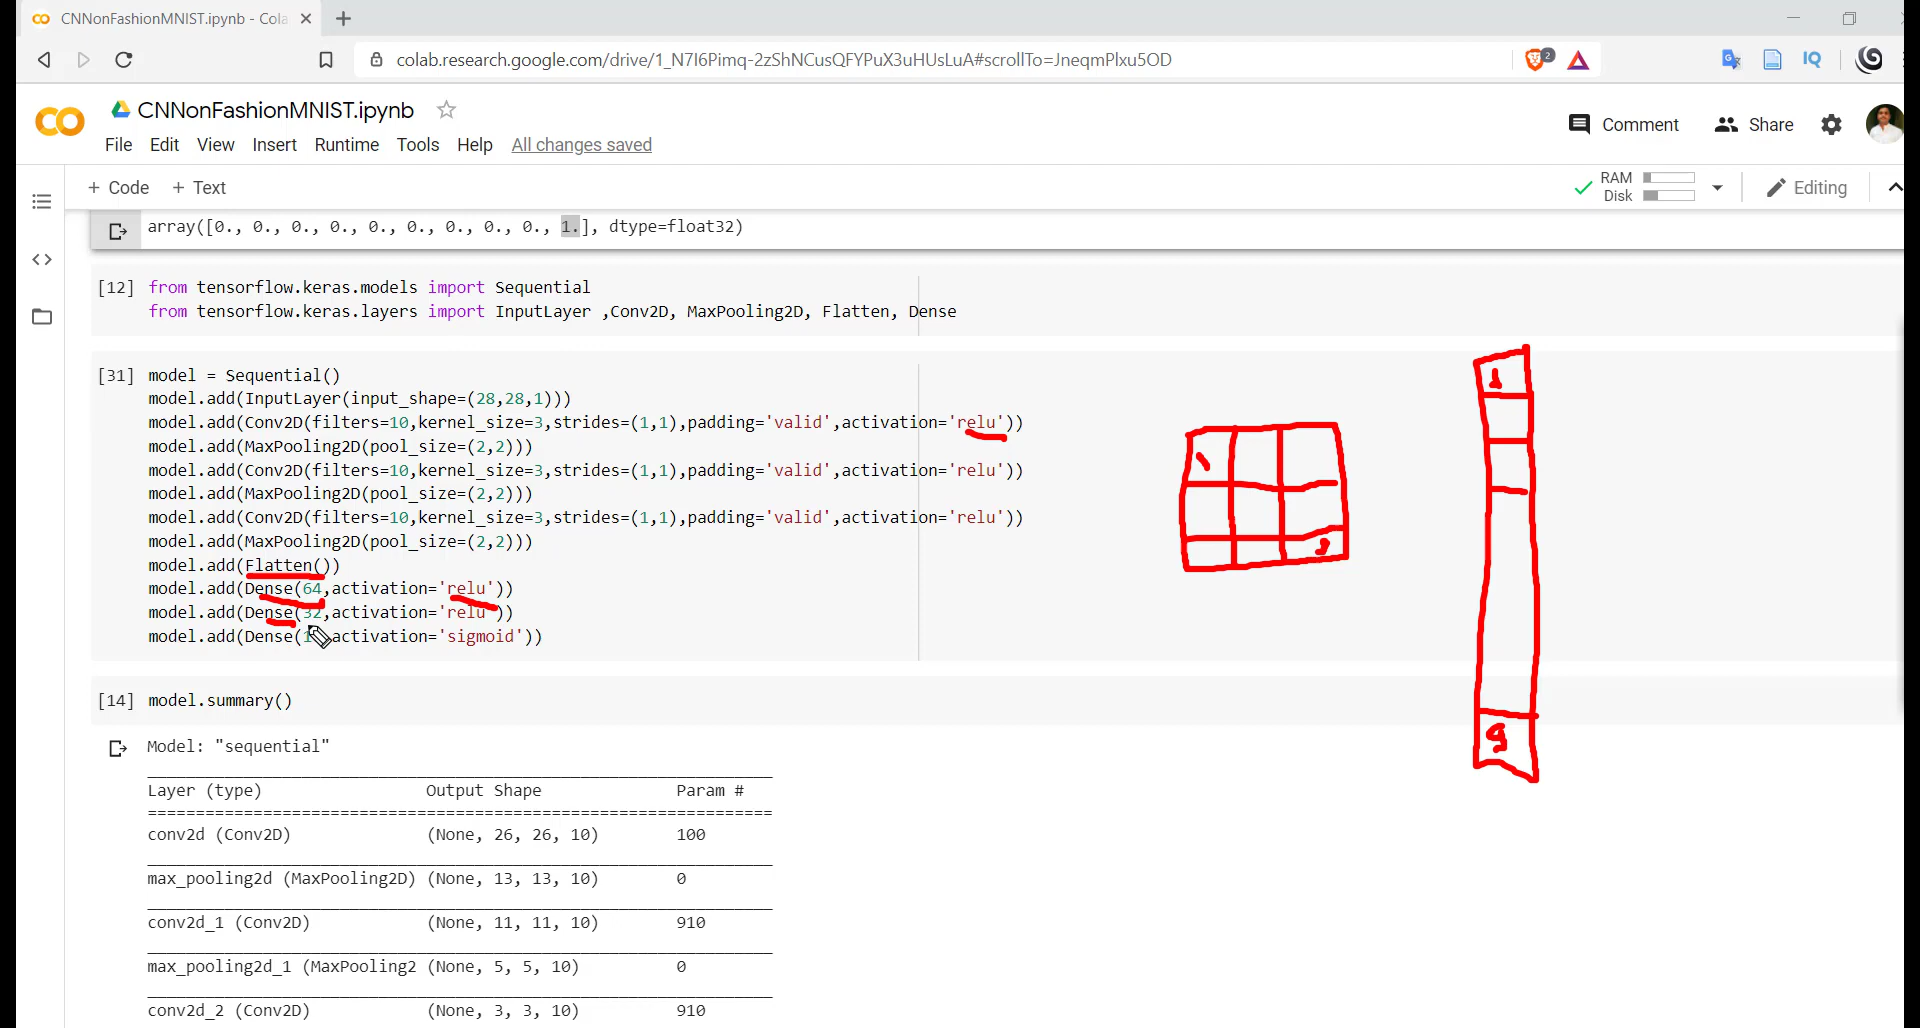 CNNonFashionMNIST.ipynb - Cola
colab.research.google.com/drive/1_N7I6Pimq-2zShNCusQFYPuX3uHUsLuA#scrollTo=JneqmPlxu5OD
2
IQ
CNNonFashionMNIST.ipynb
Comment
Share
File Edit View Insert Runtime Tools Help All changes saved
+ Code + Text
RAM
Disk
Editing
array([0., 0., 0., 0., 0., 0., 0., 0., 0., 1.], dtype=float32)
[12] from tensorflow.keras.models import Sequential
from tensorflow.keras.layers import InputLayer ,Conv2D, MaxPooling2D, Flatten, Dense
[31] model = Sequential()
model.add(InputLayer(input_shape=(28,28,1)))
model.add(Conv2D(filters=10,kernel_size=3,strides=(1,1),padding='valid',activation='relu'))
model.add(MaxPooling2D(pool_size=(2,2)))
model.add(Conv2D(filters=10,kernel_size=3,strides=(1,1),padding='valid',activation='relu'))
model.add(MaxPooling2D(pool_size=(2,2)))
model.add(Conv2D(filters=10,kernel_size=3,strides=(1,1),padding='valid',activation='relu'))
model.add(MaxPooling2D(pool_size=(2,2)))
model.add(Flatten())
model.add(Dense(64,activation='relu'))
model.add(Dense(32,activation='relu'))
model.add(Dense(1 activation='sigmoid'))
1
9
[14] model.summary()
Model: "sequential"
Layer (type) Output Shape Param #
conv2d (Conv2D) (None, 26, 26, 10) 100
max_pooling2d (MaxPooling2D) (None, 13, 13, 10) 0
conv2d_1 (Conv2D) (None, 11, 11, 10) 910
max_pooling2d_1 (MaxPooling2 (None, 5, 5, 10) 0
conv2d_2 (Conv2D) (None, 3, 3, 10) 910